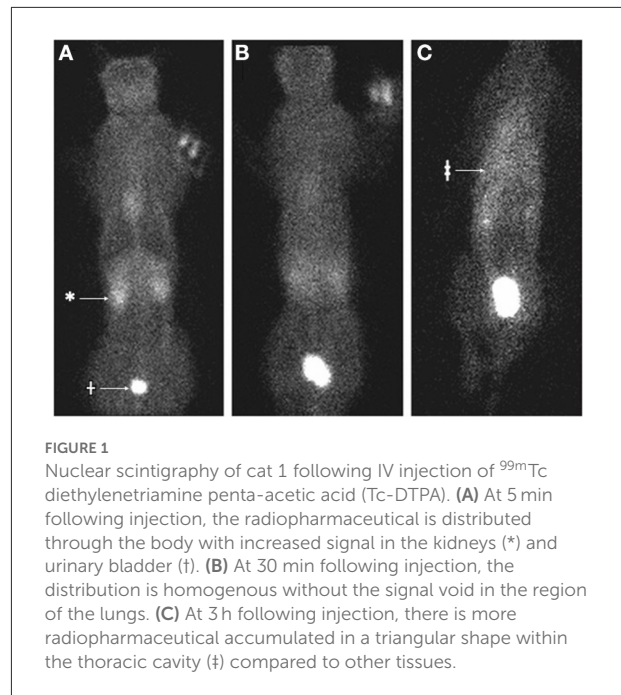 A
B
C
‡
*
†
FIGURE 1
Nuclear scintigraphy of cat 1 following IV injection of ⁹⁹ᵐTc
diethylenetriamine penta-acetic acid (Tc-DTPA). (A) At 5 min
following injection, the radiopharmaceutical is distributed
through the body with increased signal in the kidneys (*) and
urinary bladder (†). (B) At 30 min following injection, the
distribution is homogenous without the signal void in the region
of the lungs. (C) At 3 h following injection, there is more
radiopharmaceutical accumulated in a triangular shape within
the thoracic cavity (‡) compared to other tissues.